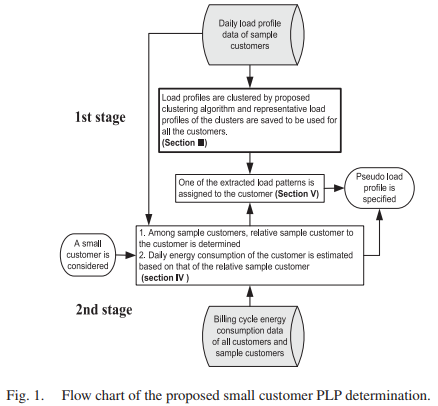 Daily load profile
data of sample
customers
1st stage
Load profiles are clustered by proposed
clustering algorithm and representative load
profiles of the clusters are saved to be used for
all the customers.
(Section III)
One of the extracted load patterns is
assigned to the customer (Section V)
Pseudo load
profile is
specified
A small
customer is
considered
1. Among sample customers, relative sample customer to
the customer is determined
2. Daily energy consumption of the customer is estimated
based on that of the relative sample customer
(section IV )
2nd stage
Billing cycle energy
consumption data
of all customers and
sample customers
Fig. 1. Flow chart of the proposed small customer PLP determination.